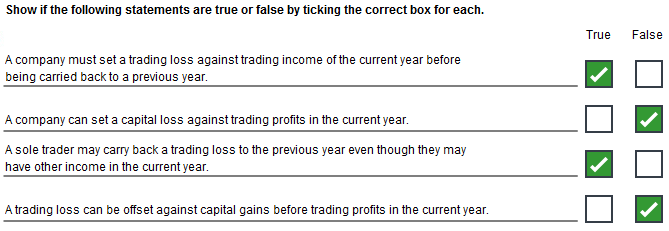 Show if the following statements are true or false by ticking the correct box for each.
True False
A company must set a trading loss against trading income of the current year before
being carried back to a previous year.
A company can set a capital loss against trading profits in the current year.
A sole trader may carry back a trading loss to the previous year even though they may
have other income in the current year.
A trading loss can be offset against capital gains before trading profits in the current year.